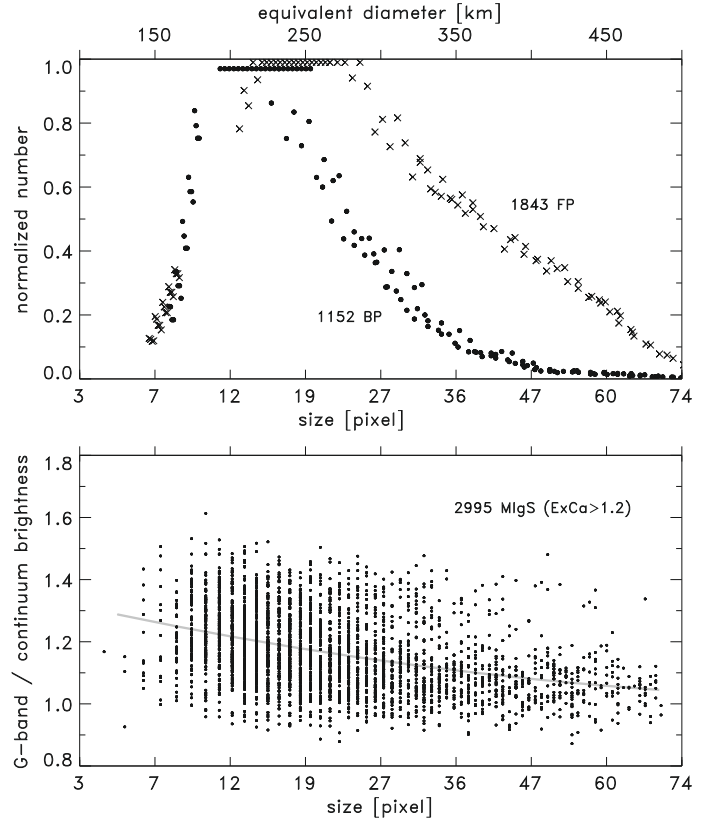 equivalent diameter [km]
150 250 350 450
1.0
0.8
0.6
0.4
0.2
0.0
normalized number
1843 FP
1152 BP
3 7 12 19 27 36 47 60 74
size [pixel]
1.8
1.6
1.4
1.2
1.0
0.8
G-band / continuum brightness
2995 MIgS (ExCa>1.2)
3 7 12 19 27 36 47 60 74
size [pixel]